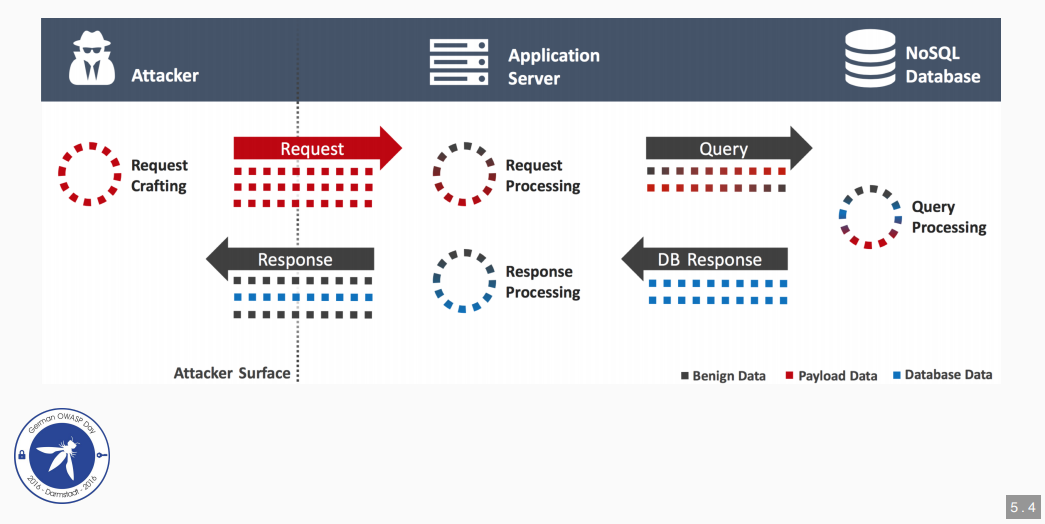 Attacker
Application
Server
NoSQL
Database
Request
Crafting
Request
Request
Processing
Query
Query
Processing
Response
Response
Processing
DB Response
Attacker Surface
Benign Data
Payload Data
Database Data
German OWASP Day
2016 - Darmstadt - 2016
5.4